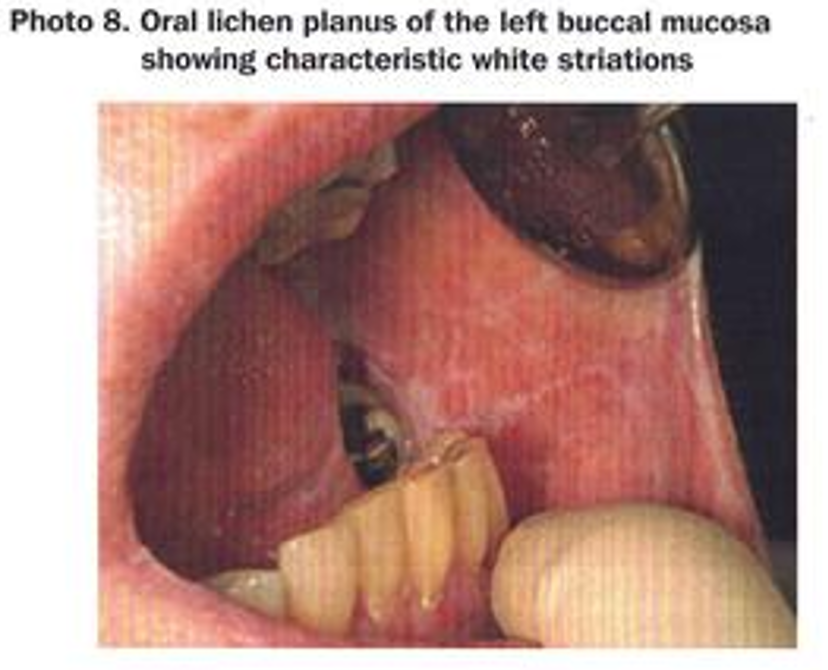 Photo 8. Oral lichen planus of the left buccal mucosa
showing characteristic white striations